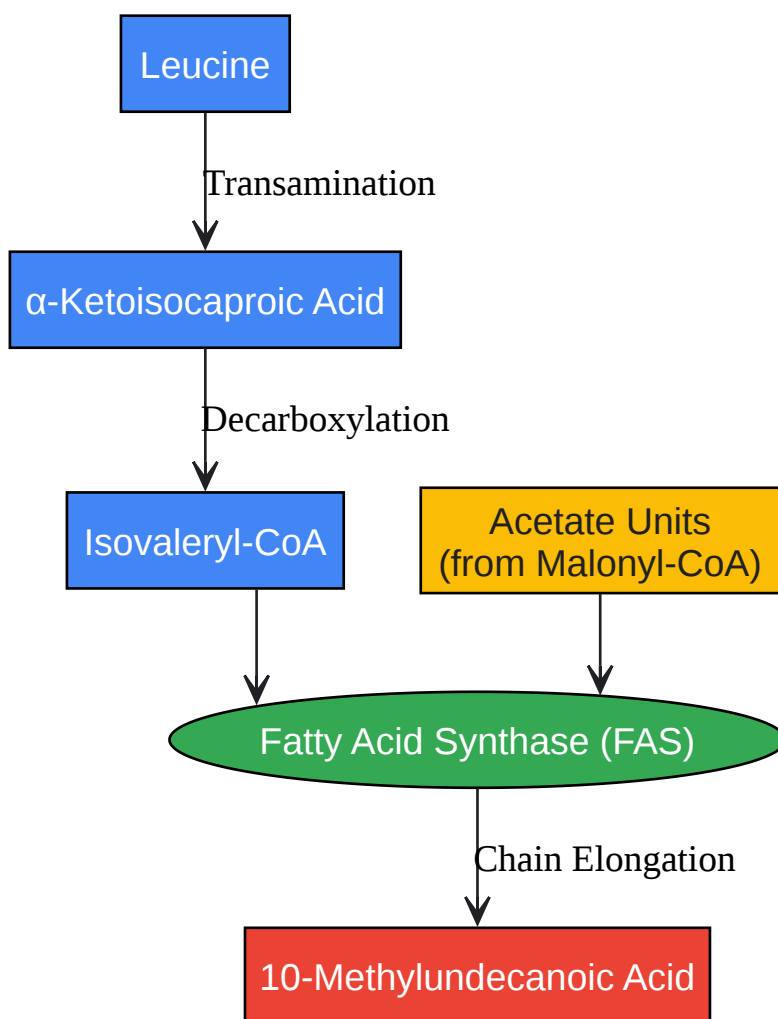 Leucine
Transamination
α-Ketoisocaproic Acid
Decarboxylation
Isovaleryl-CoA
Acetate Units
(from Malonyl-CoA)
Fatty Acid Synthase (FAS)
Chain Elongation
10-Methylundecanoic Acid